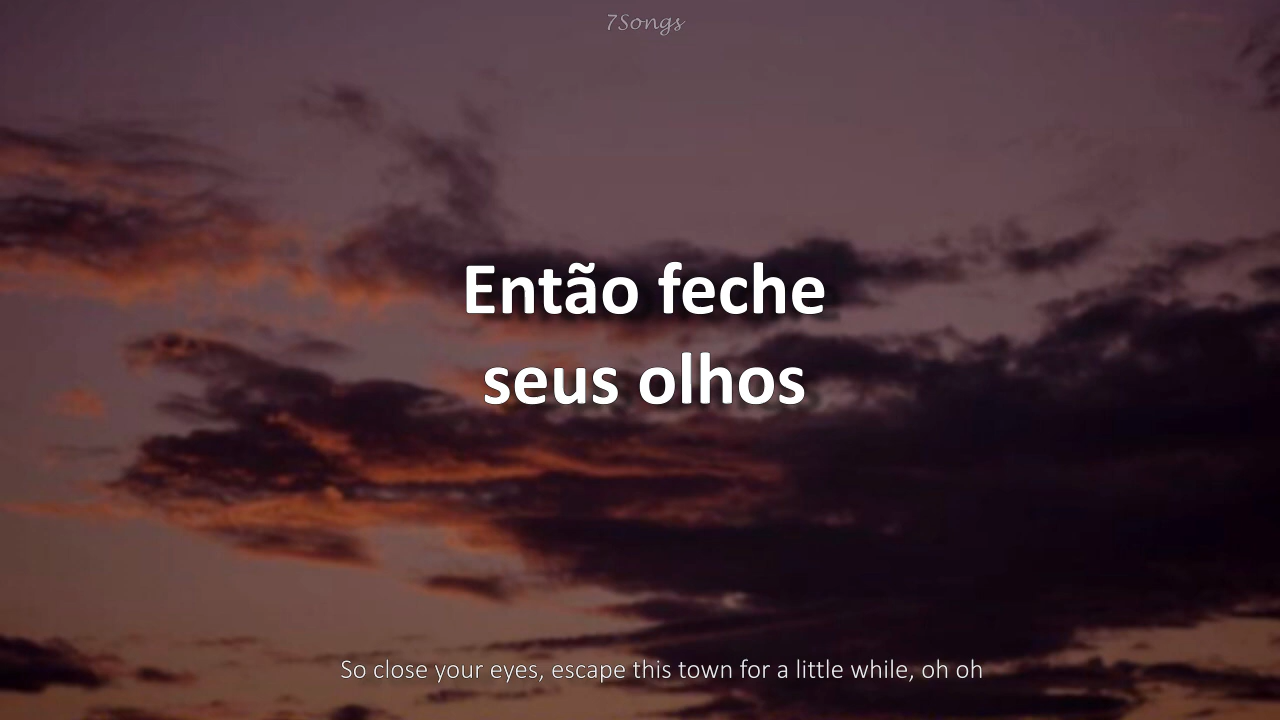 7Songs
Então feche
seus olhos
So close your eyes, escape this town for a little while, oh oh